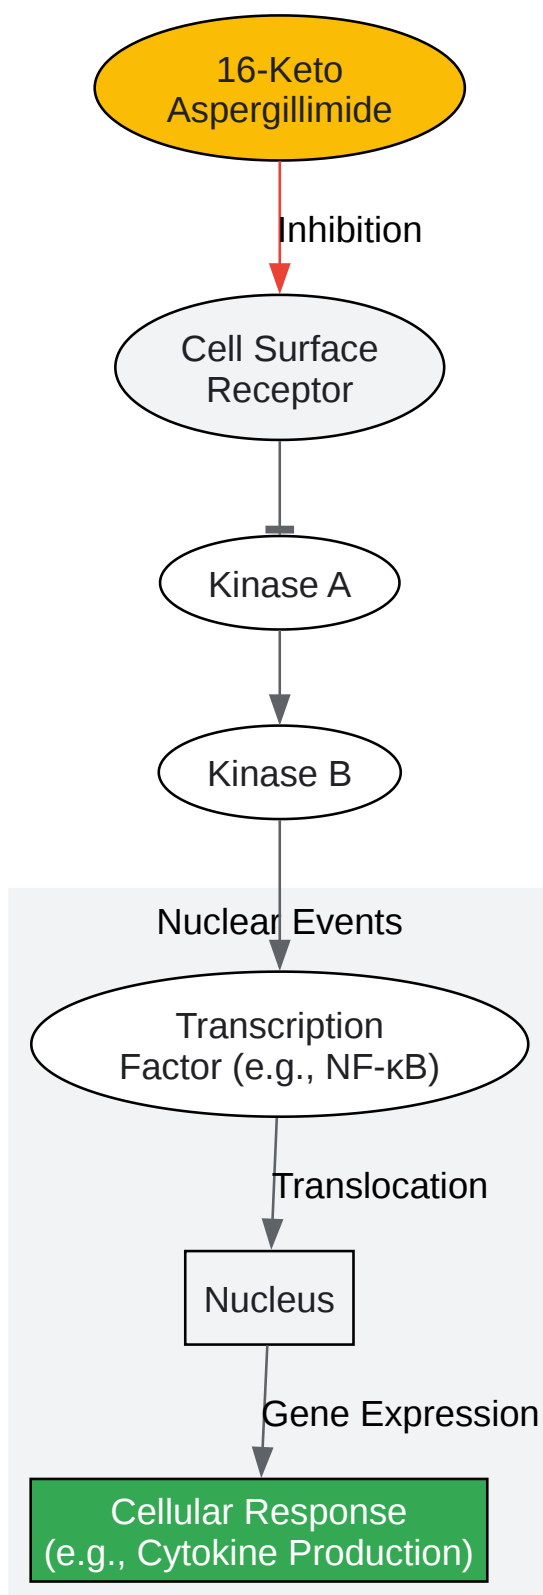 16-Keto
Aspergillimide
Inhibition
Cell Surface
Receptor
Kinase A
Kinase B
Nuclear Events
Transcription
Factor (e.g., NF-κB)
Translocation
Nucleus
Gene Expression
Cellular Response
(e.g., Cytokine Production)